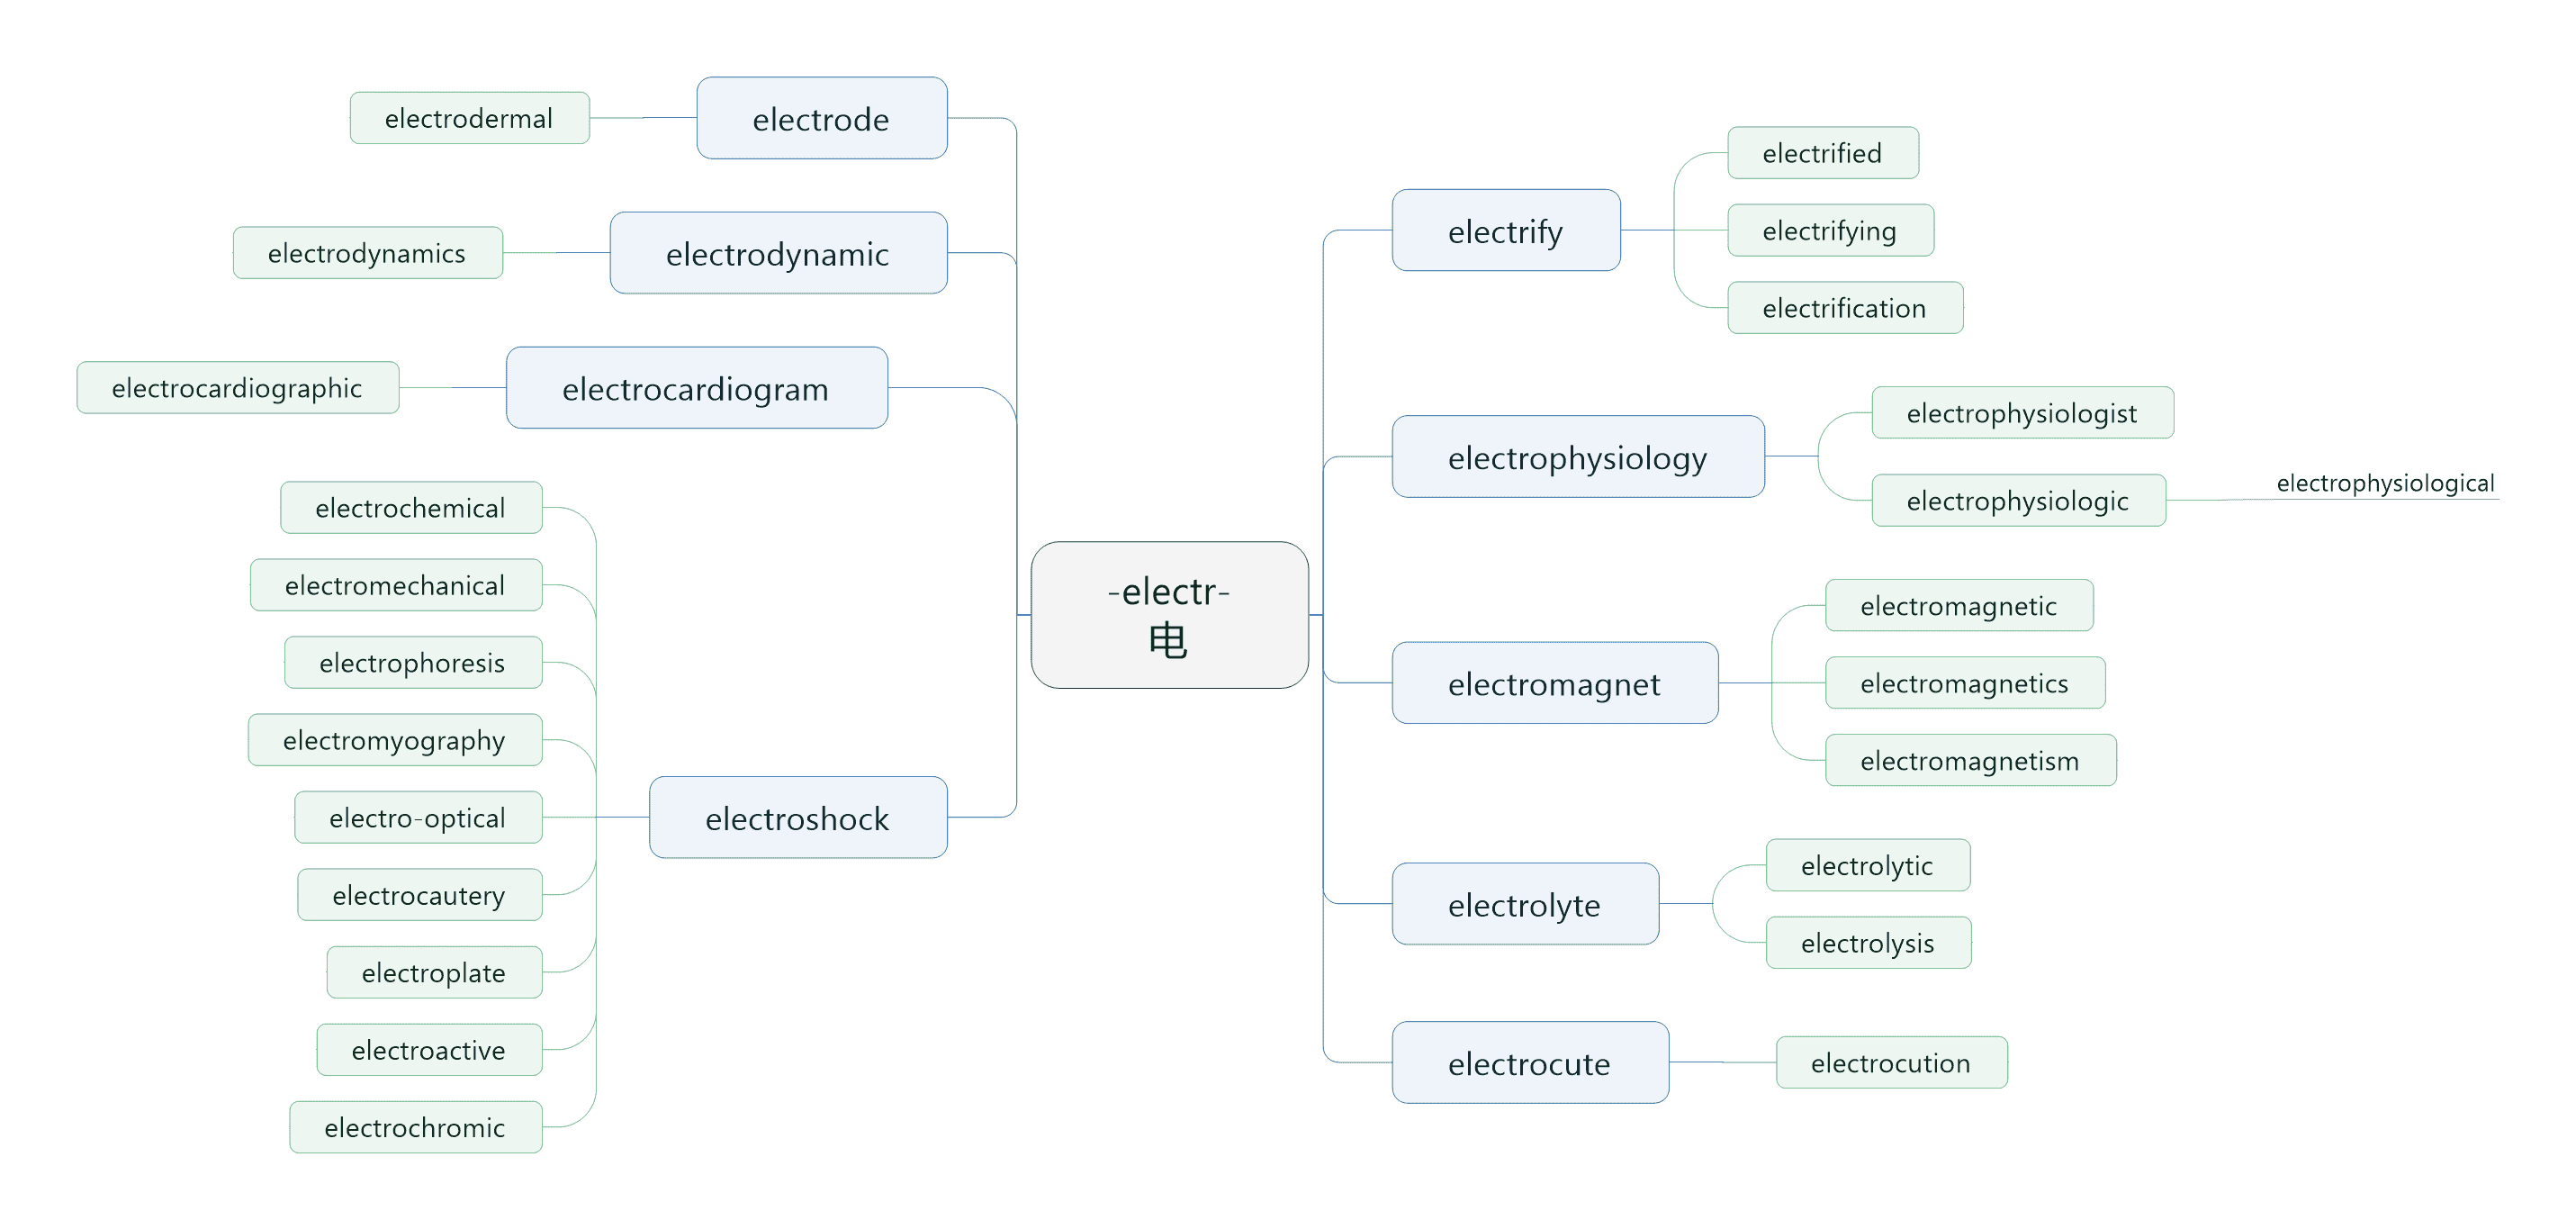 -electr-
电
electrify
electrified
electrifying
electrification
electrophysiology
electrophysiologist
electrophysiologic
electrophysiological
electromagnet
electromagnetic
electromagnetics
electromagnetism
electrolyte
electrolytic
electrolysis
electrocute
electrocution
electrode
electrodermal
electrodynamic
electrodynamics
electrocardiogram
electrocardiographic
electroshock
electrochemical
electromechanical
electrophoresis
electromyography
electro-optical
electrocautery
electroplate
electroactive
electrochromic